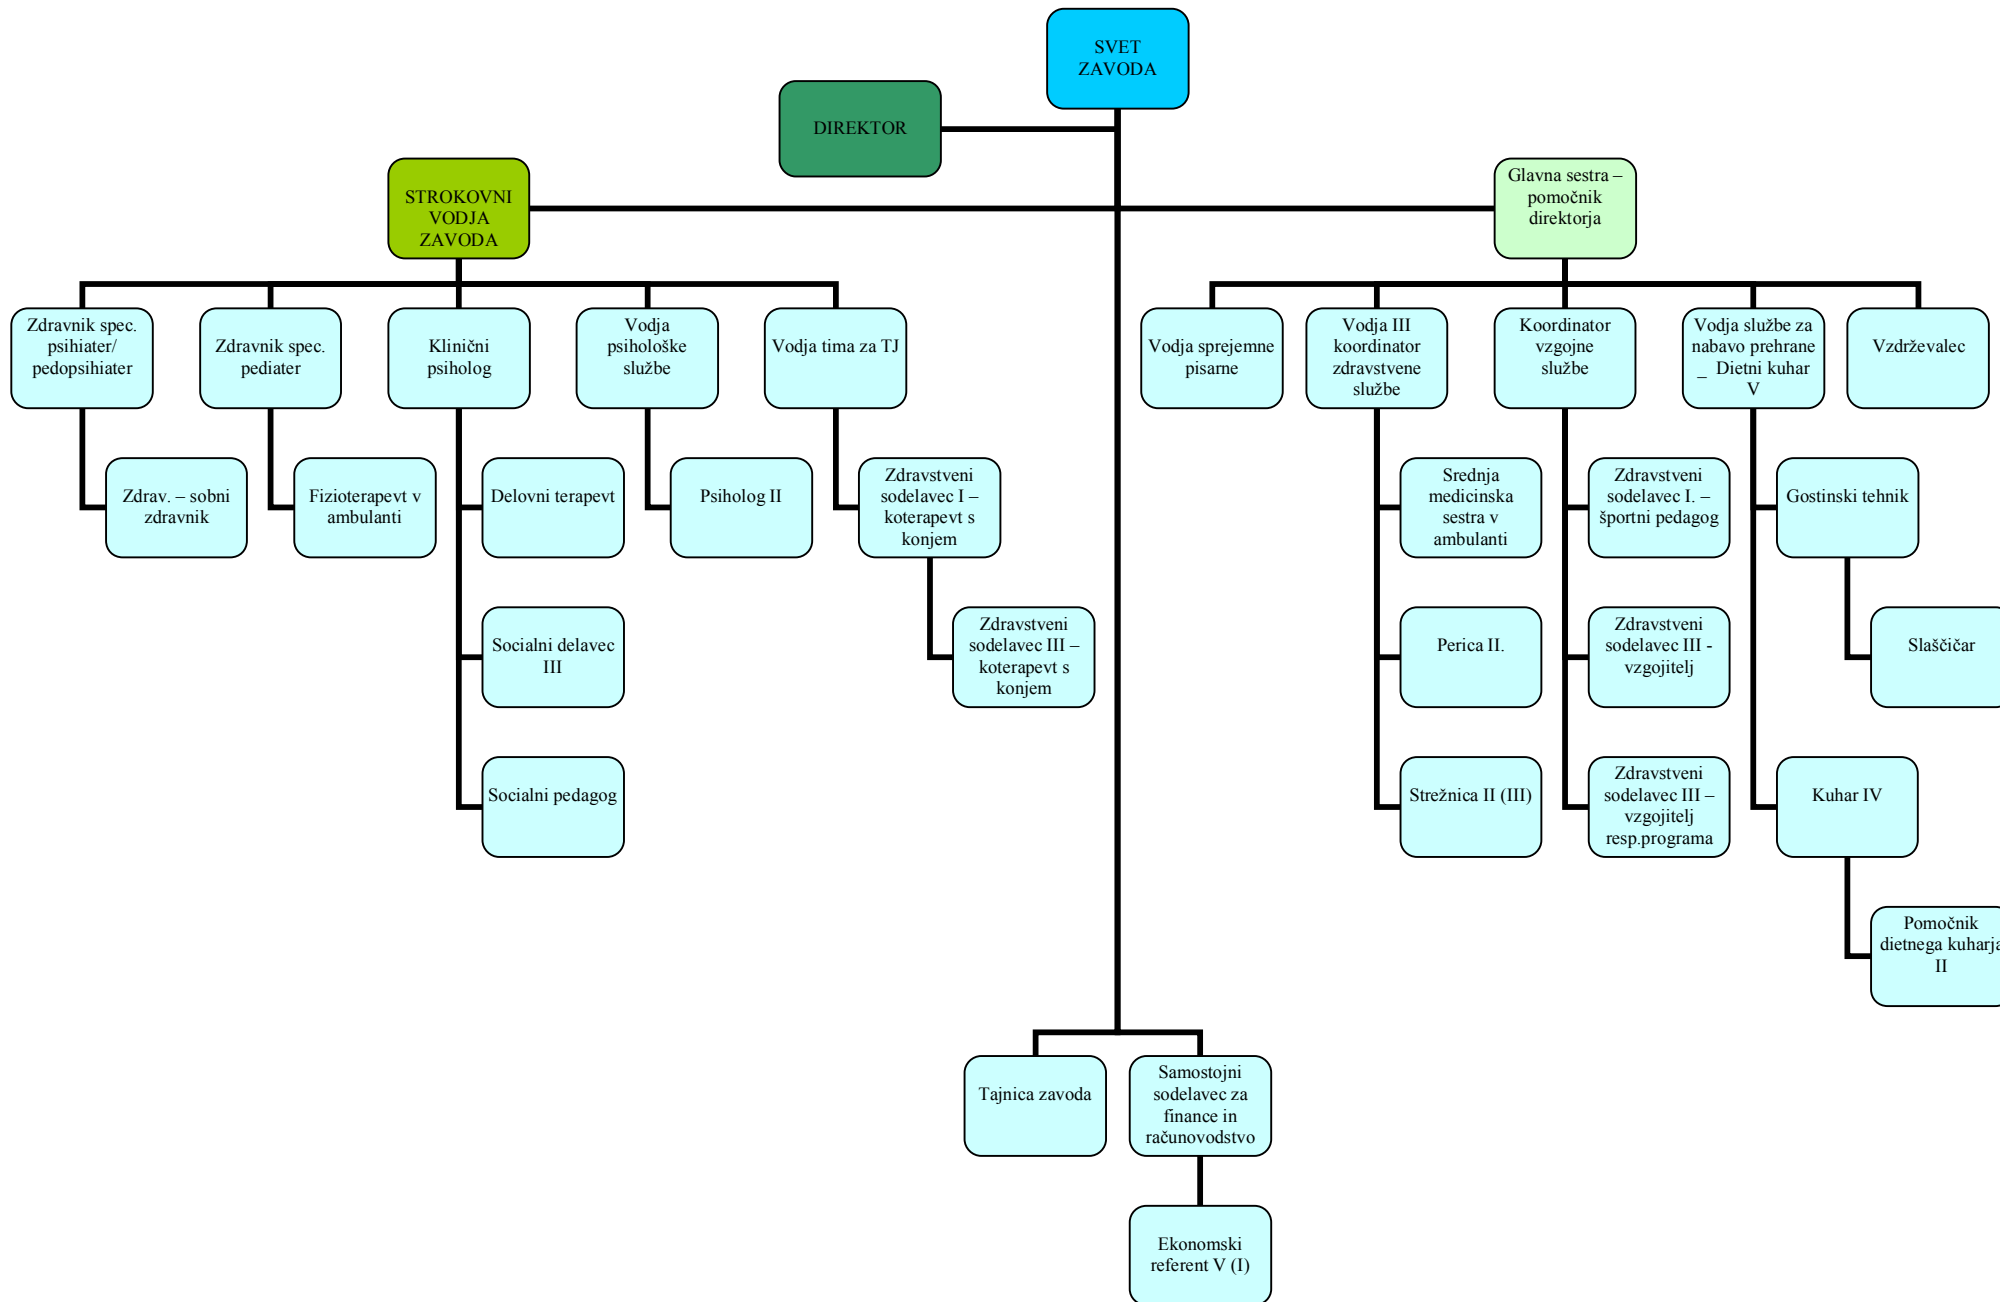 SVET
ZAVODA
DIREKTOR
STROKOVNI
VODJA
ZAVODA
Glavna sestra –
pomočnik
direktorja
Zdravnik spec.
psihiater/
pedopsihiater
Zdravnik spec.
pediater
Klinični
psiholog
Vodja
psihološke
službe
Vodja tima za TJ
Vodja sprejemne
pisarne
Vodja III
koordinator
zdravstvene
službe
Koordinator
vzgojne
službe
Vodja službe za
nabavo prehrane
_ Dietni kuhar
V
Vzdrževalec
Zdrav. – sobni
zdravnik
Fizioterapevt v
ambulanti
Delovni terapevt
Psiholog II
Zdravstveni
sodelavec I –
koterapevt s
konjem
Srednja
medicinska
sestra v
ambulanti
Zdravstveni
sodelavec I. –
športni pedagog
Gostinski tehnik
Socialni delavec
III
Zdravstveni
sodelavec III –
koterapevt s
konjem
Perica II.
Zdravstveni
sodelavec III -
vzgojitelj
Slaščičar
Socialni pedagog
Strežnica II (III)
Zdravstveni
sodelavec III –
vzgojitelj
resp.programa
Kuhar IV
Pomočnik
dietnega kuharja
II
Tajnica zavoda
Samostojni
sodelavec za
finance in
računovodstvo
Ekonomski
referent V (I)